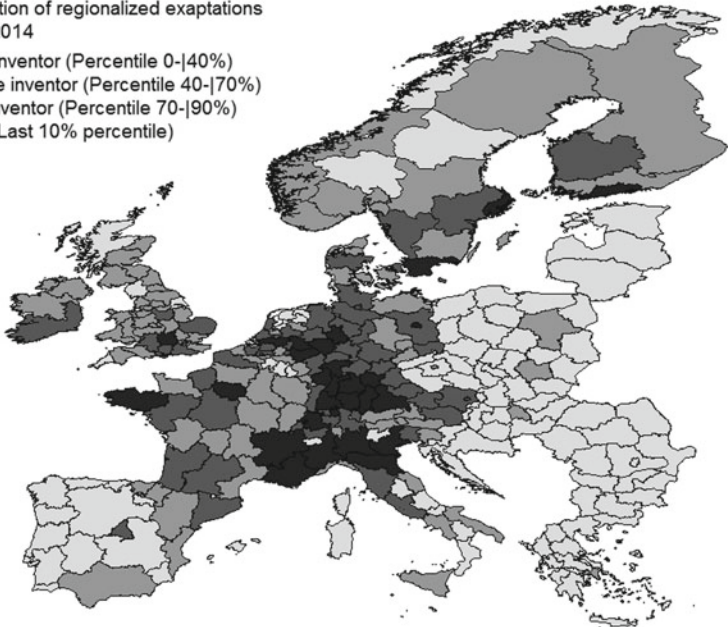 tion of regionalized exaptations
014
inventor (Percentile 0-|40%)
e inventor (Percentile 40-|70%)
nventor (Percentile 70-|90%)
Last 10% percentile)